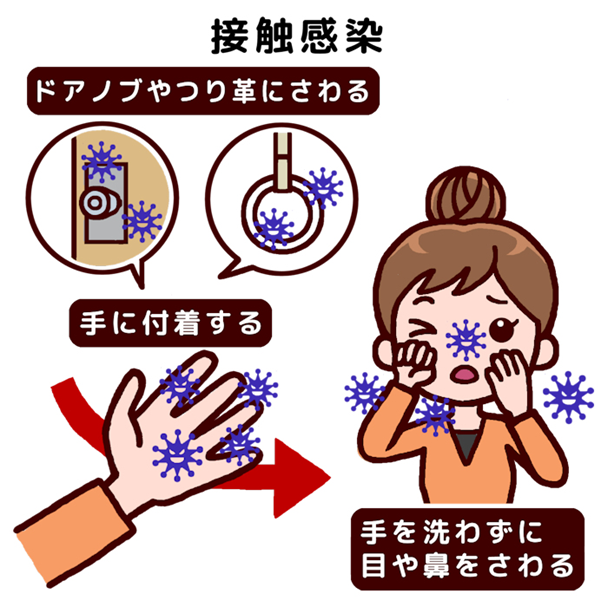 接触感染
ドアノブやつり革にさわる
手に付着する
手を洗わずに
目や鼻をさわる